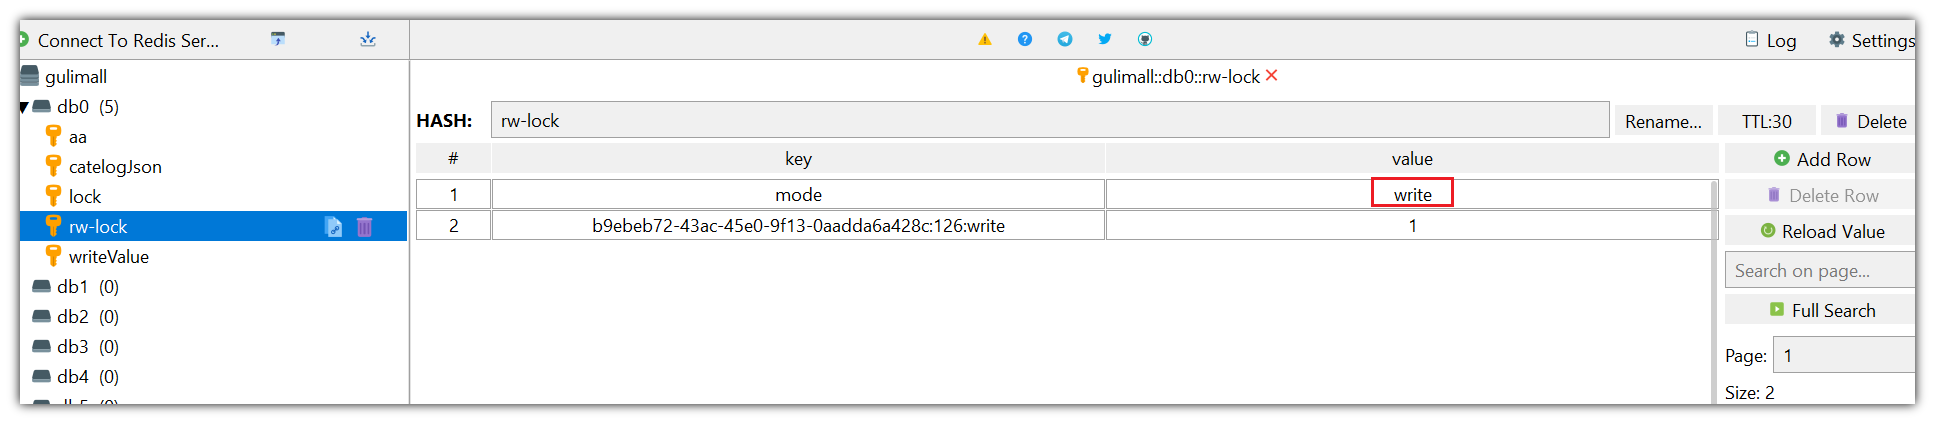 Connect To Redis Ser...
Log
Settings
gulimall
gulimall::db0::rw-lock
db0 (5)
HASH:
rw-lock
Rename...
TTL:30
Delete
aa
# key value
Add Row
catelogJson
1 mode write
Delete Row
lock
2 b9ebeb72-43ac-45e0-9f13-0aadda6a428c:126:write 1
rw-lock
Reload Value
writeValue
Search on page...
db1 (0)
Full Search
db2 (0)
db3 (0)
Page: 1
db4 (0)
Size: 2